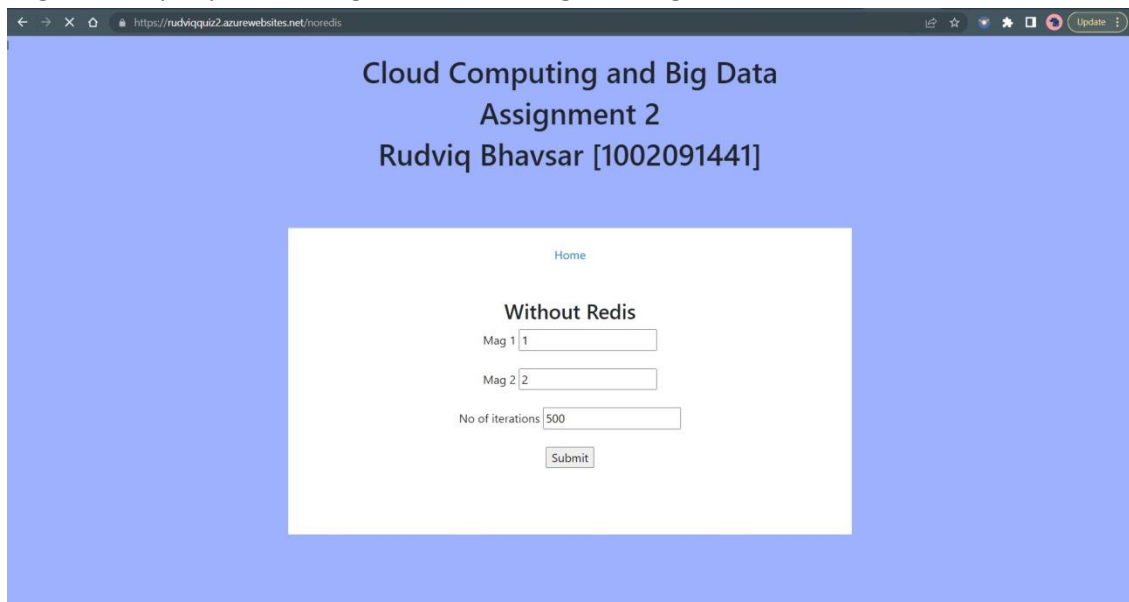 https://rudviqquiz2.azurewebsites.net/noredis
Update
Cloud Computing and Big Data
Assignment 2
Rudviq Bhavsar [1002091441]
Home
Without Redis
Mag 1 1
Mag 2 2
No of iterations 500
Submit